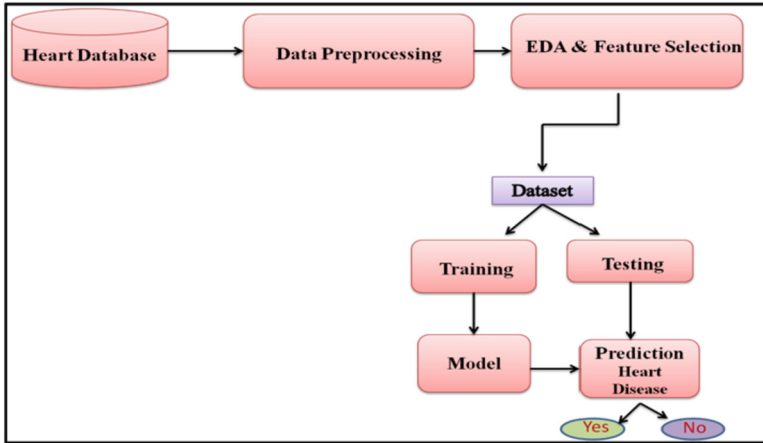 Heart Database
Data Preprocessing
EDA & Feature Selection
Dataset
Training
Testing
Model
Prediction
Heart
Disease
Yes
No